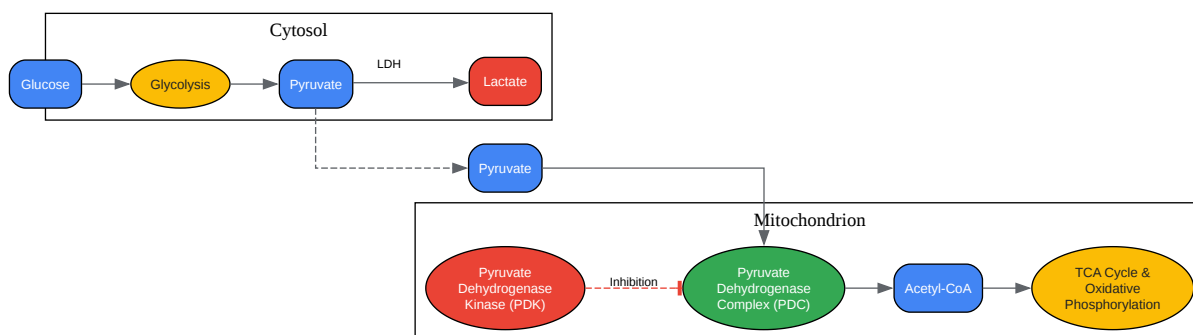 Cytosol
LDH
Glucose
Glycolysis
Pyruvate
Lactate
Pyruvate
Mitochondrion
Pyruvate
Dehydrogenase
Kinase (PDK)
Inhibition
Pyruvate
Dehydrogenase
Complex (PDC)
Acetyl-CoA
TCA Cycle &
Oxidative
Phosphorylation